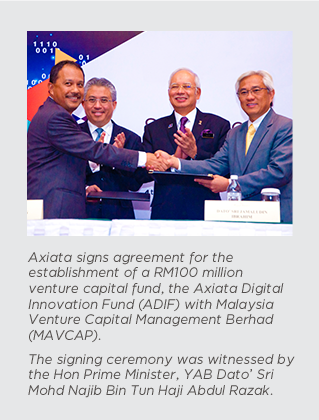 1110
001
01
Axiata signs agreement for the
establishment of a RM100 million
venture capital fund, the Axiata Digital
Innovation Fund (ADIF) with Malaysia
Venture Capital Management Berhad
(MAVCAP).
The signing ceremony was witnessed by
the Hon Prime Minister, YAB Dato' Sri
Mohd Najib Bin Tun Haji Abdul Razak.